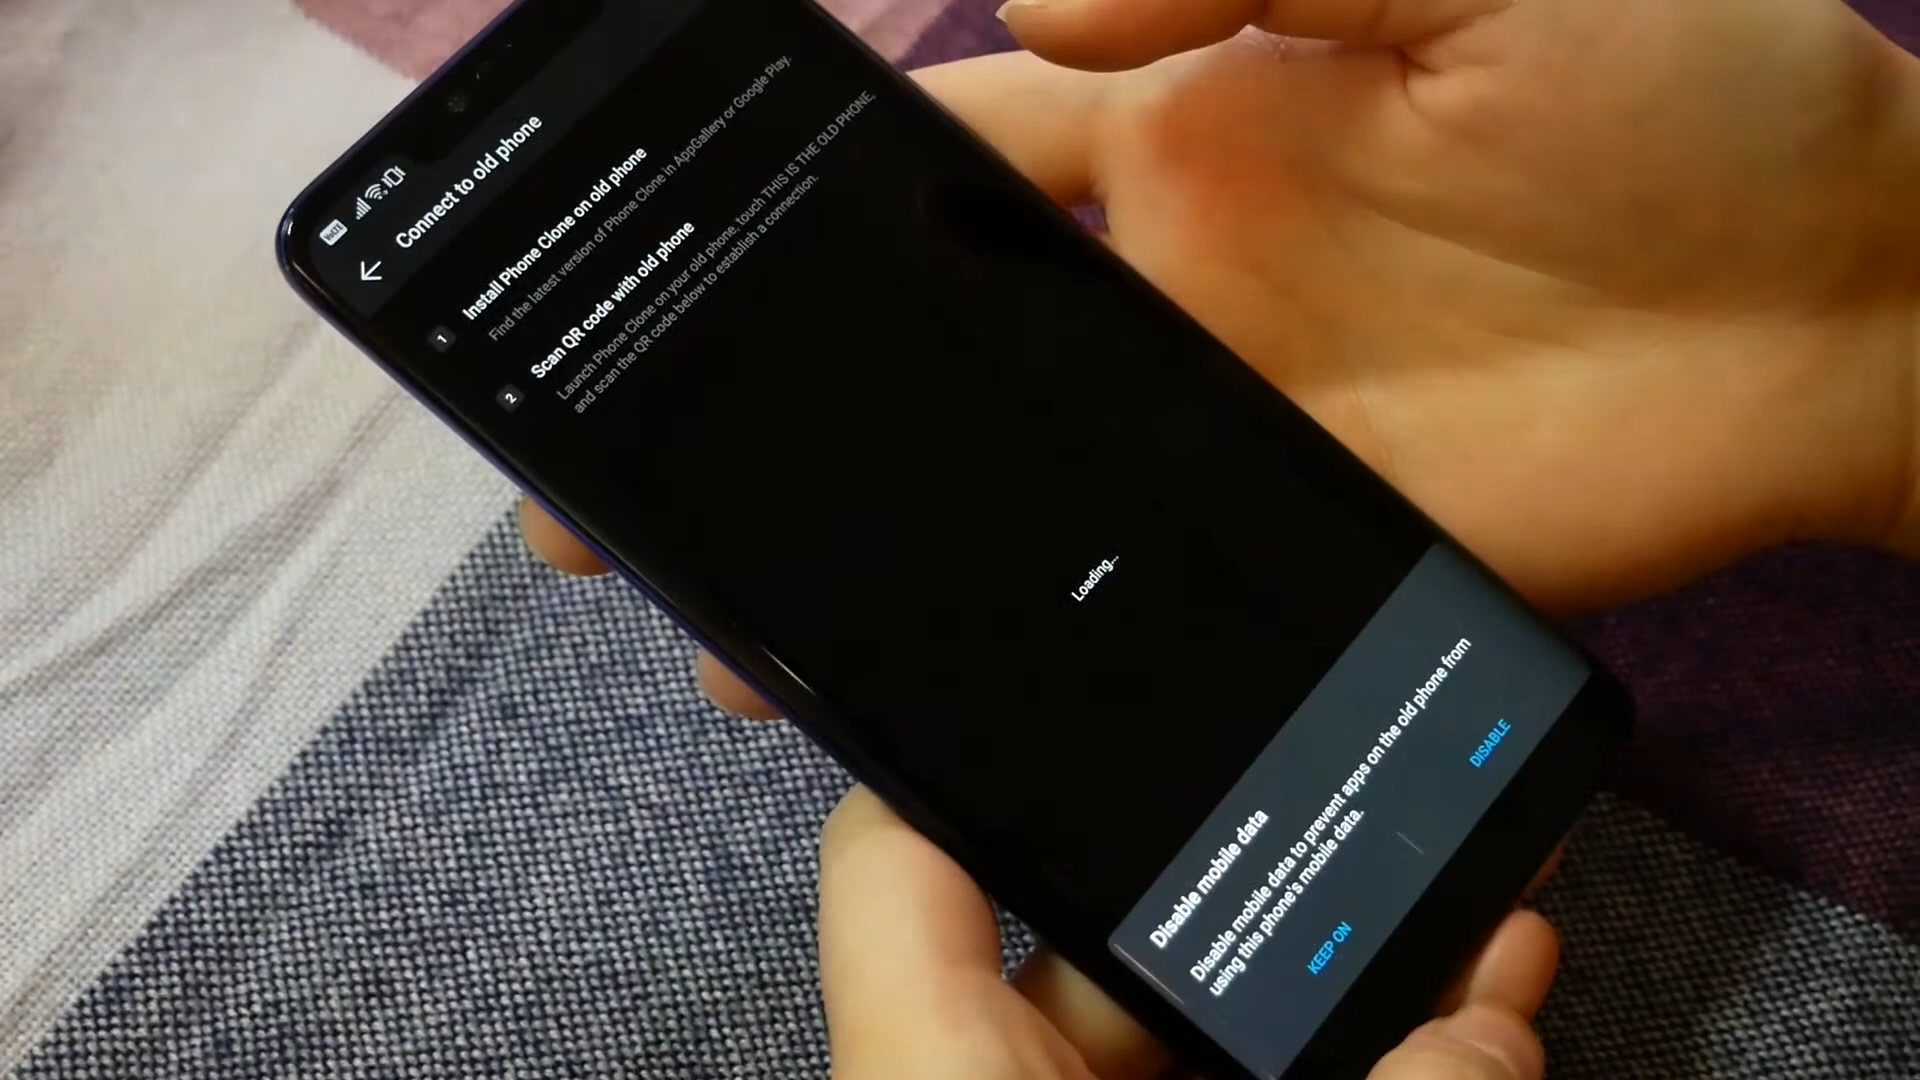 VoLTE
Connect to old phone
1
Install Phone Clone on old phone
Find the latest version of Phone Clone in AppGallery or Google Play.
2
Scan QR code with old phone
Launch Phone Clone on your old phone, touch THIS IS THE OLD PHONE,
and scan the QR code below to establish a connection.
Loading...
Disable mobile data
Disable mobile data to prevent apps on the old phone from
using this phone's mobile data.
KEEP ON
DISABLE